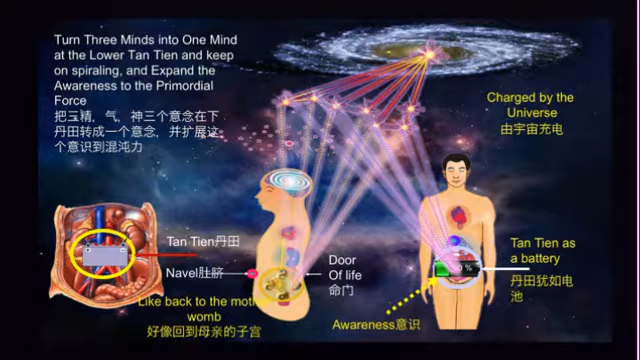 Turn Three Minds into One Mind
at the Lower Tan Tien and keep
on spiraling, and Expand the
Awareness to the Primordial
Force
把三精, 气, 神三个意念在下
丹田转成一个意念, 并扩展这
个意识到混沌力
Charged by the
Universe
由宇宙充电
Tan Tien丹田
Navel肚脐
Door
Of life
命门
Like back to the
womb
好像回到母亲的子宫
Tan Tien as
a battery
丹田犹如电
池
%
Awareness意识